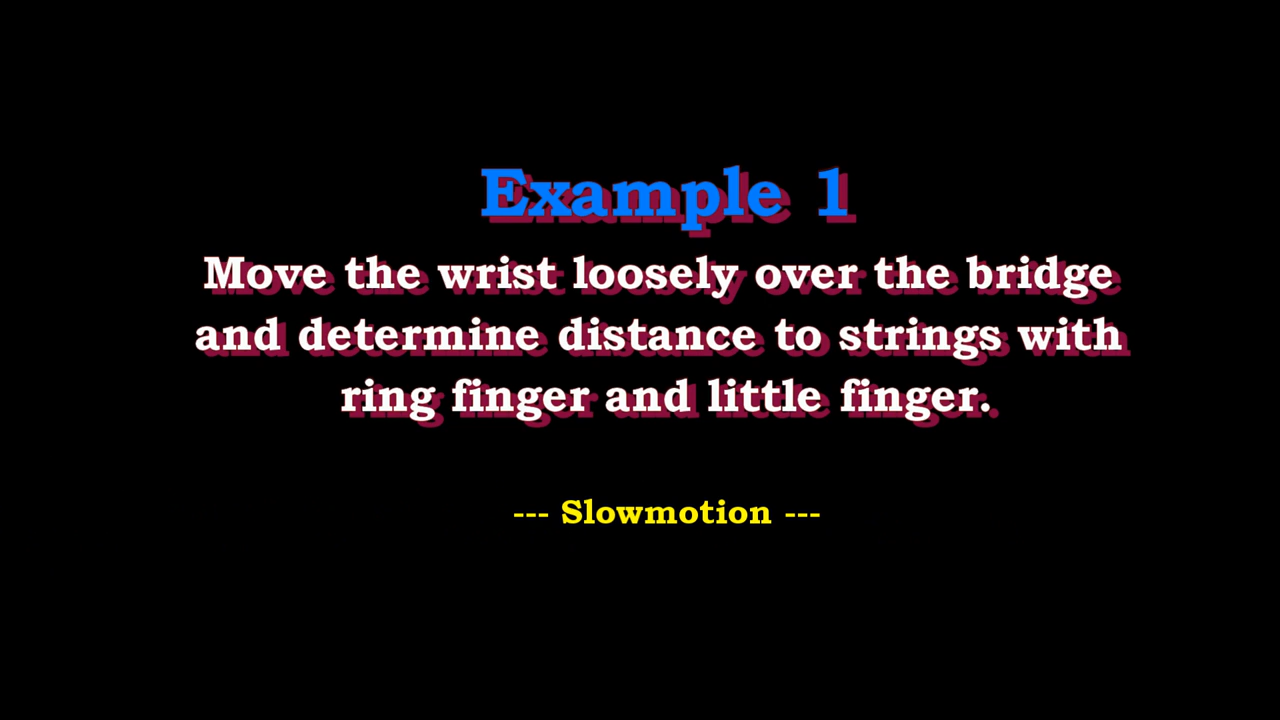 Example 1
Move the wrist loosely over the bridge
and determine distance to strings with
ring finger and little finger.
--- Slowmotion ---